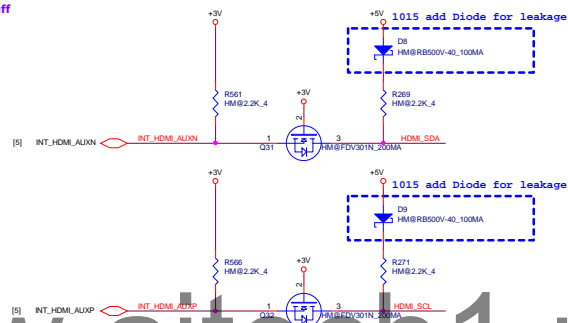 ff
+3V
+5V
1015 add Diode for leakage
D8
HM@RB500V-40_100MA
R561
HM@2.2K_4
+3V
R269
HM@2.2K_4
2
[5] INT_HDMI_AUXN INT_HDMI_AUXN 1 3 HDMI_SDA
Q31 HM@FDV301N_200MA
+3V
+5V
1015 add Diode for leakage
D9
HM@RB500V-40_100MA
R566
HM@2.2K_4
+3V
R271
HM@2.2K_4
2
[5] INT_HDMI_AUXP INT_HDMI_AUXP 1 3 HDMI_SCL
Q32 HM@FDV301N_200MA